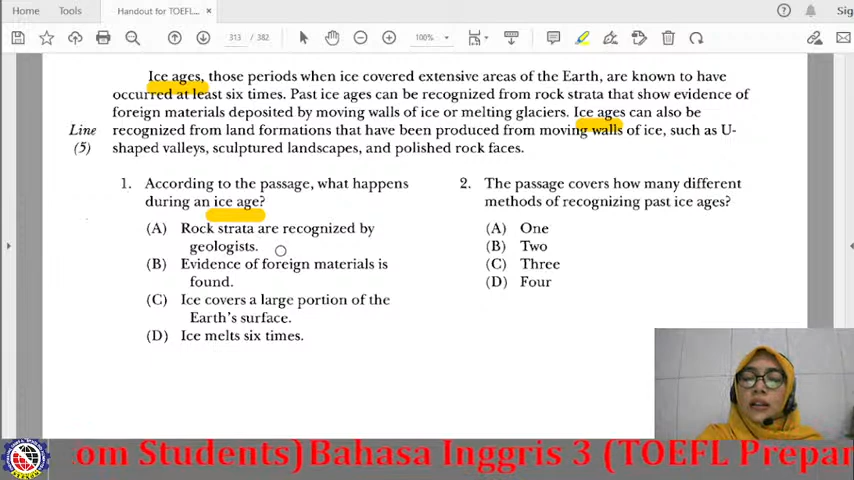 Home
Tools
Handout for TOEFL... ×
Sig
313 / 382
100%
Ice ages, those periods when ice covered extensive areas of the Earth, are known to have
occurred at least six times. Past ice ages can be recognized from rock strata that show evidence of
foreign materials deposited by moving walls of ice or melting glaciers. Ice ages can also be
Line recognized from land formations that have been produced from moving walls of ice, such as U-
(5) shaped valleys, sculptured landscapes, and polished rock faces.
1. According to the passage, what happens
during an ice age?
(A) Rock strata are recognized by
geologists.
(B) Evidence of foreign materials is
found.
(C) Ice covers a large portion of the
Earth's surface.
(D) Ice melts six times.
2. The passage covers how many different
methods of recognizing past ice ages?
(A) One
(B) Two
(C) Three
(D) Four
om Students)Bahasa Inggris 3 (TOEFL Prepar